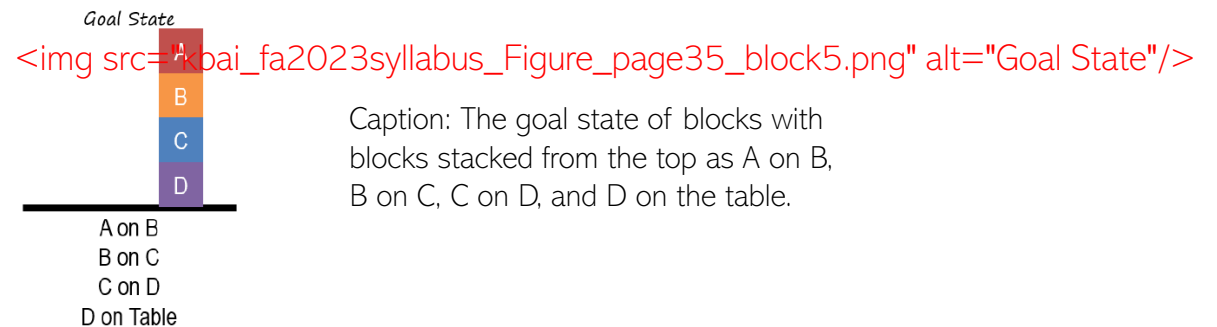 Goal State
<img src="kbai_fa2023syllabus_Figure_page35_block5.png" alt="Goal State"/>
A
B
C
D
Caption: The goal state of blocks with
blocks stacked from the top as A on B,
B on C, C on D, and D on the table.
A on B
B on C
C on D
D on Table